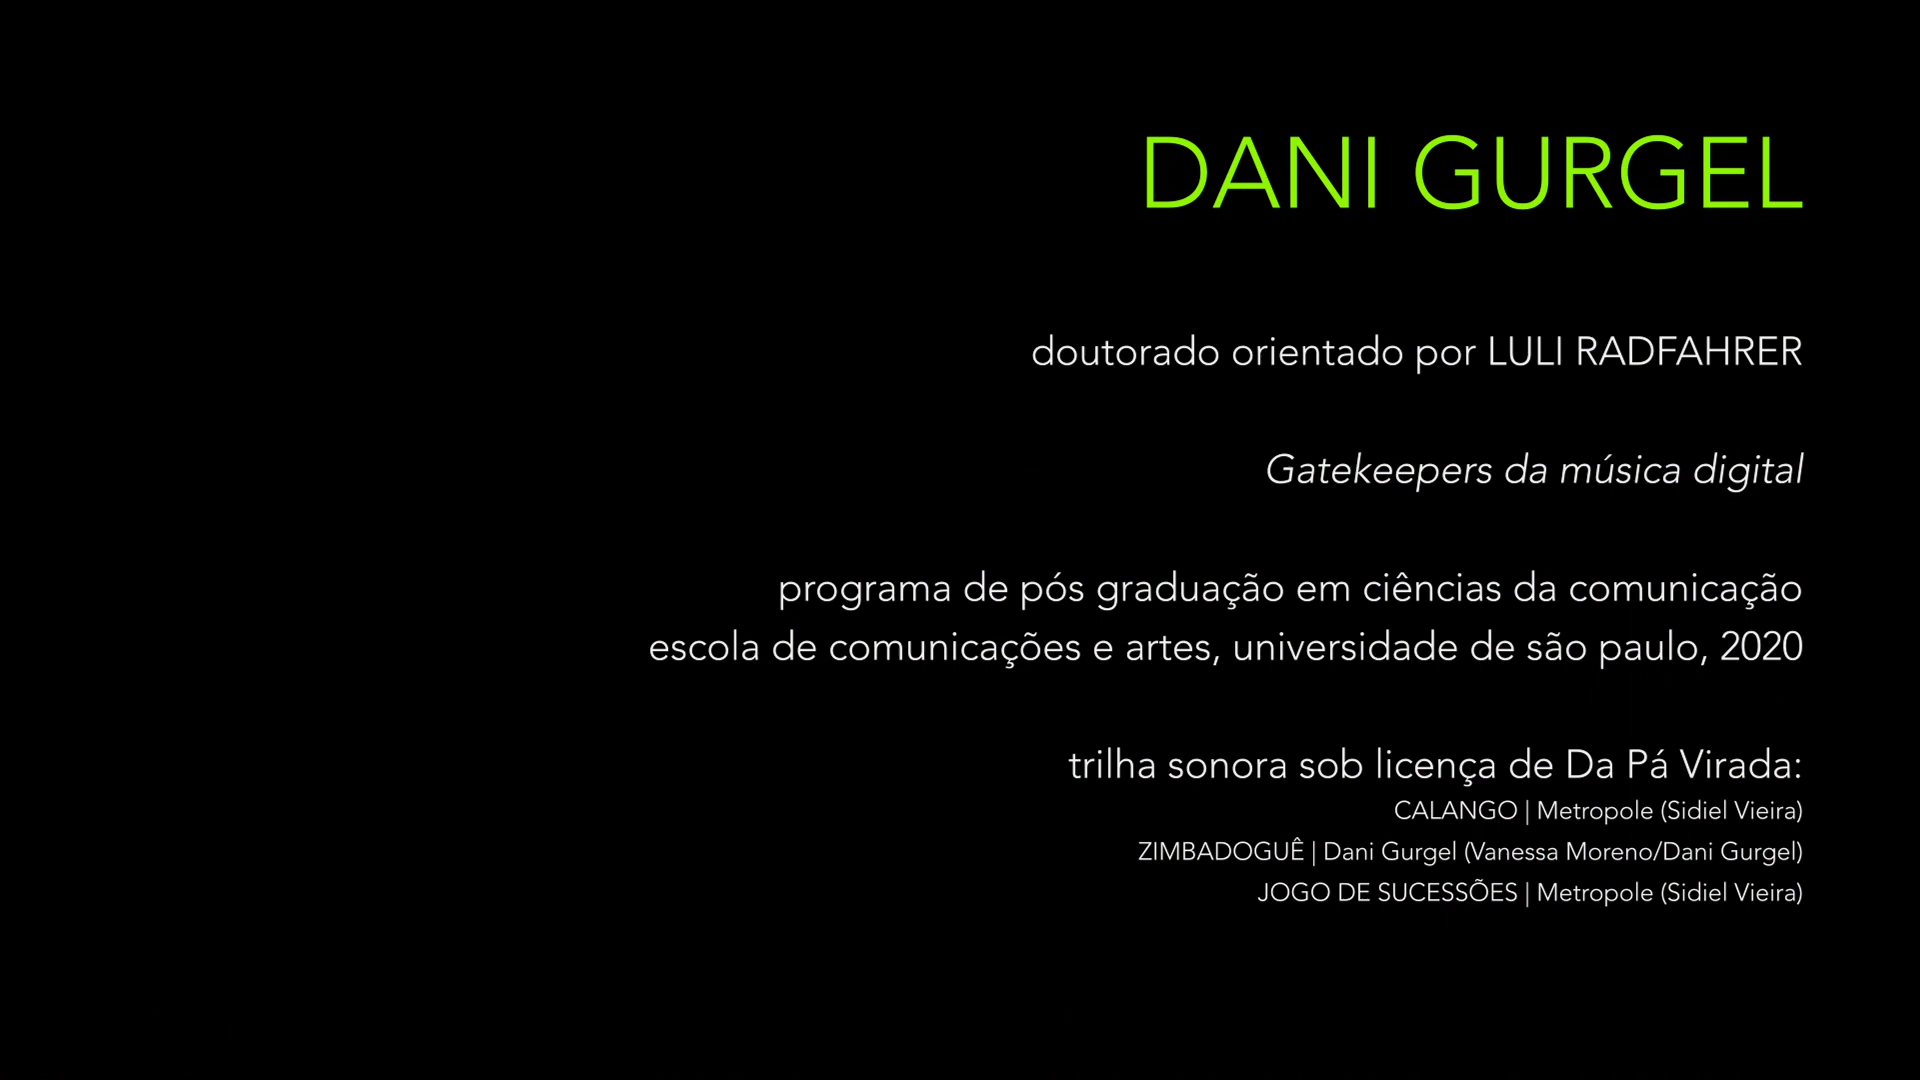 DANI GURGEL
doutorado orientado por LULI RADFAHRER
Gatekeepers da música digital
programa de pós graduação em ciências da comunicação
escola de comunicações e artes, universidade de são paulo, 2020
trilha sonora sob licença de Da Pá Virada:
CALANGO | Metropole (Sidiel Vieira)
ZIMBADOGUÊ | Dani Gurgel (Vanessa Moreno/Dani Gurgel)
JOGO DE SUCESSÕES | Metropole (Sidiel Vieira)